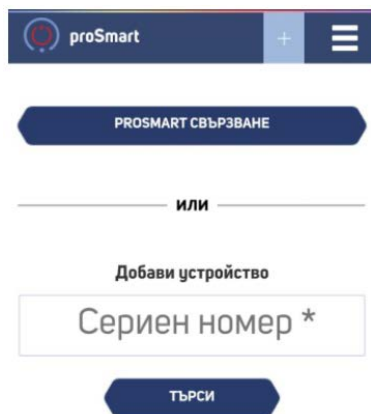 proSmart +
PROSMART СВЪРЗВАНЕ
или
Добави устройство
Сериен номер *
ТЪРСИ